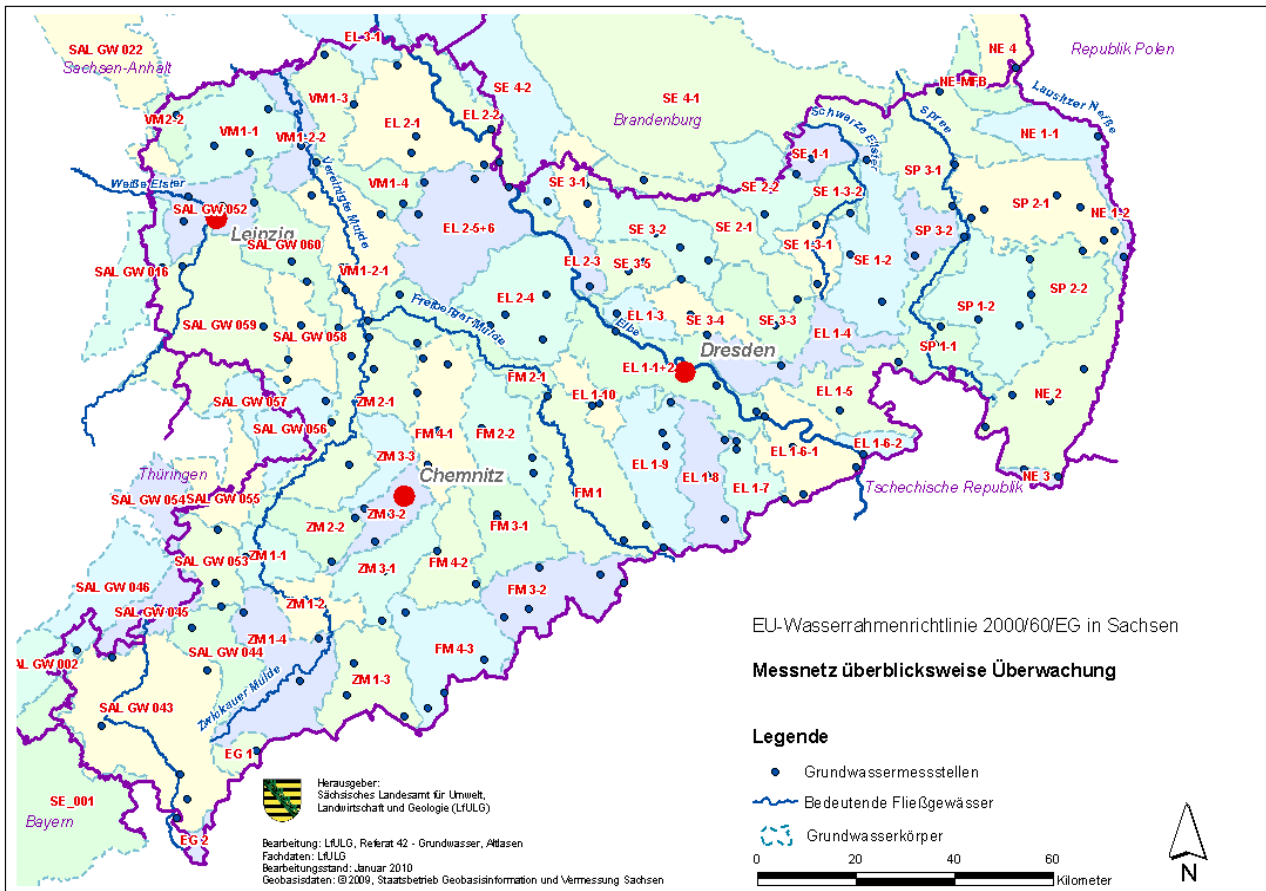 EL 3-1
SAL GW 022
Sachsen-Anhalt
NE 4
Republik Polen
NE MFB
Lausitzer Neiße
SE 4-2
SE 4-1
Brandenburg
VM1-3
VM2-2
VM1-1
VM1-2-2
EL 2-1
EL 2-2
Schwarze Elster
Spree
NE 1-1
SE 1-1
SP 3-1
Weiße Elster
Vereinigte Mulde
VM1-4
SE 3-1
SE 2-2
SE 1-3-2
SP 2-1
NE 1-2
SAL GW 052
Leipzig
EL 2-5+6
SE 3-2
SE 2-1
SP 3-2
SAL GW 060
SE 1-3-1
SE 1-2
SAL GW 016
VM1-2-1
EL 2-3
SE 3-5
EL 2-4
SP 1-2
SP 2-2
Freiberger Mulde
EL 1-3
Elbe
SE 3-4
SE 3-3
EL 1-4
SAL GW 059
SAL GW 058
SP 1-1
Dresden
EL 1-1+2
FM 2-1
EL 1-10
EL 1-5
NE 2
SAL GW 057
ZM 2-1
SAL GW 056
FM 4-1
FM 2-2
EL 1-6-1
EL 1-6-2
ZM 3-3
Thüringen
Chemnitz
EL 1-9
EL 1-8
EL 1-7
NE 3
Tschechische Republik
SAL GW 054
SAL GW 055
FM 1
ZM 3-2
ZM 2-2
FM 3-1
SAL GW 053
ZM 1-1
ZM 3-1
FM 4-2
SAL GW 046
FM 3-2
SAL GW 045
ZM 1-2
ZM 1-4
SAL GW 044
FM 4-3
AL GW 002
Zwickauer Mulde
ZM 1-3
SAL GW 043
EG 1
SE_001
Bayern
EG 2
EU-Wasserrahmenrichtlinie 2000/60/EG in Sachsen
Messnetz überblicksweise Überwachung
Legende
Grundwassermessstellen
Bedeutende Fließgewässer
Grundwasserkörper
0 20 40 60
Kilometer
N
Herausgeber:
Sächsisches Landesamt für Umwelt,
Landwirtschaft und Geologie (LfULG)
Bearbeitung: LfULG, Referat 42 - Grundwasser, Altlasen
Fachdaten: LfULG
Bearbeitungsstand: Januar 2010
Geobasisdaten: © 2009, Staatsbetrieb Geobasisinformation und Vermessung Sachsen